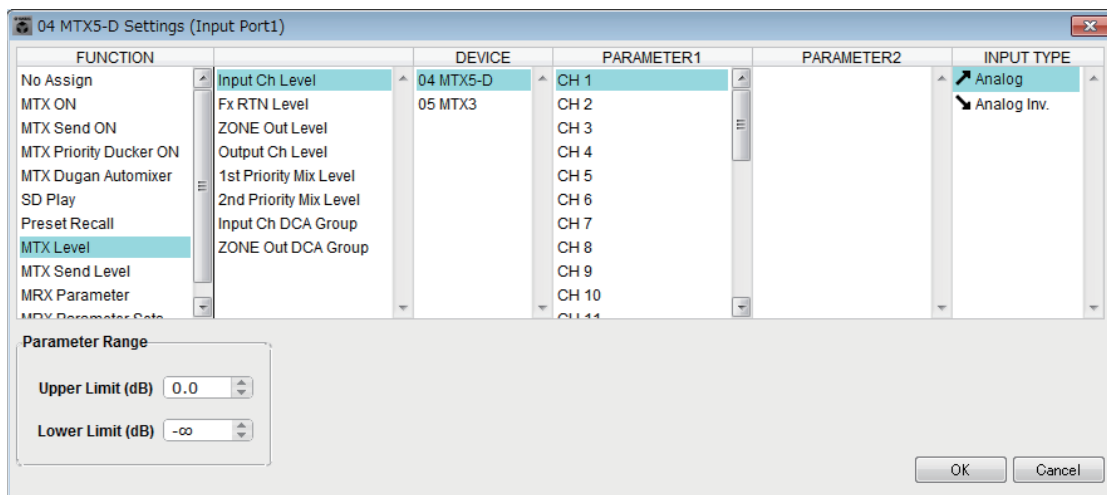 04 MTX5-D Settings (Input Port1)
FUNCTION DEVICE PARAMETER1 PARAMETER2 INPUT TYPE
No Assign Input Ch Level 04 MTX5-D CH 1 Analog
MTX ON Fx RTN Level 05 MTX3 CH 2 Analog Inv.
MTX Send ON ZONE Out Level CH 3
MTX Priority Ducker ON Output Ch Level CH 4
MTX Dugan Automixer 1st Priority Mix Level CH 5
SD Play 2nd Priority Mix Level CH 6
Preset Recall Input Ch DCA Group CH 7
MTX Level ZONE Out DCA Group CH 8
MTX Send Level CH 9
MRX Parameter CH 10
MRX Parameter Sets CH 11
Parameter Range
Upper Limit (dB) 0.0
Lower Limit (dB) -∞
OK Cancel